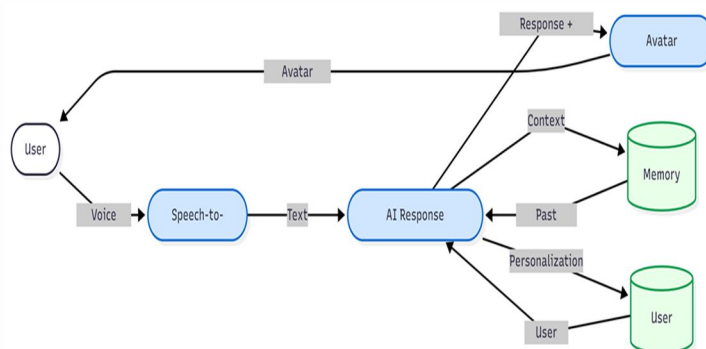 Response +
Avatar
Avatar
Context
User
Memory
Voice
Speech-to-
Text
AI Response
Past
Personalization
User
User